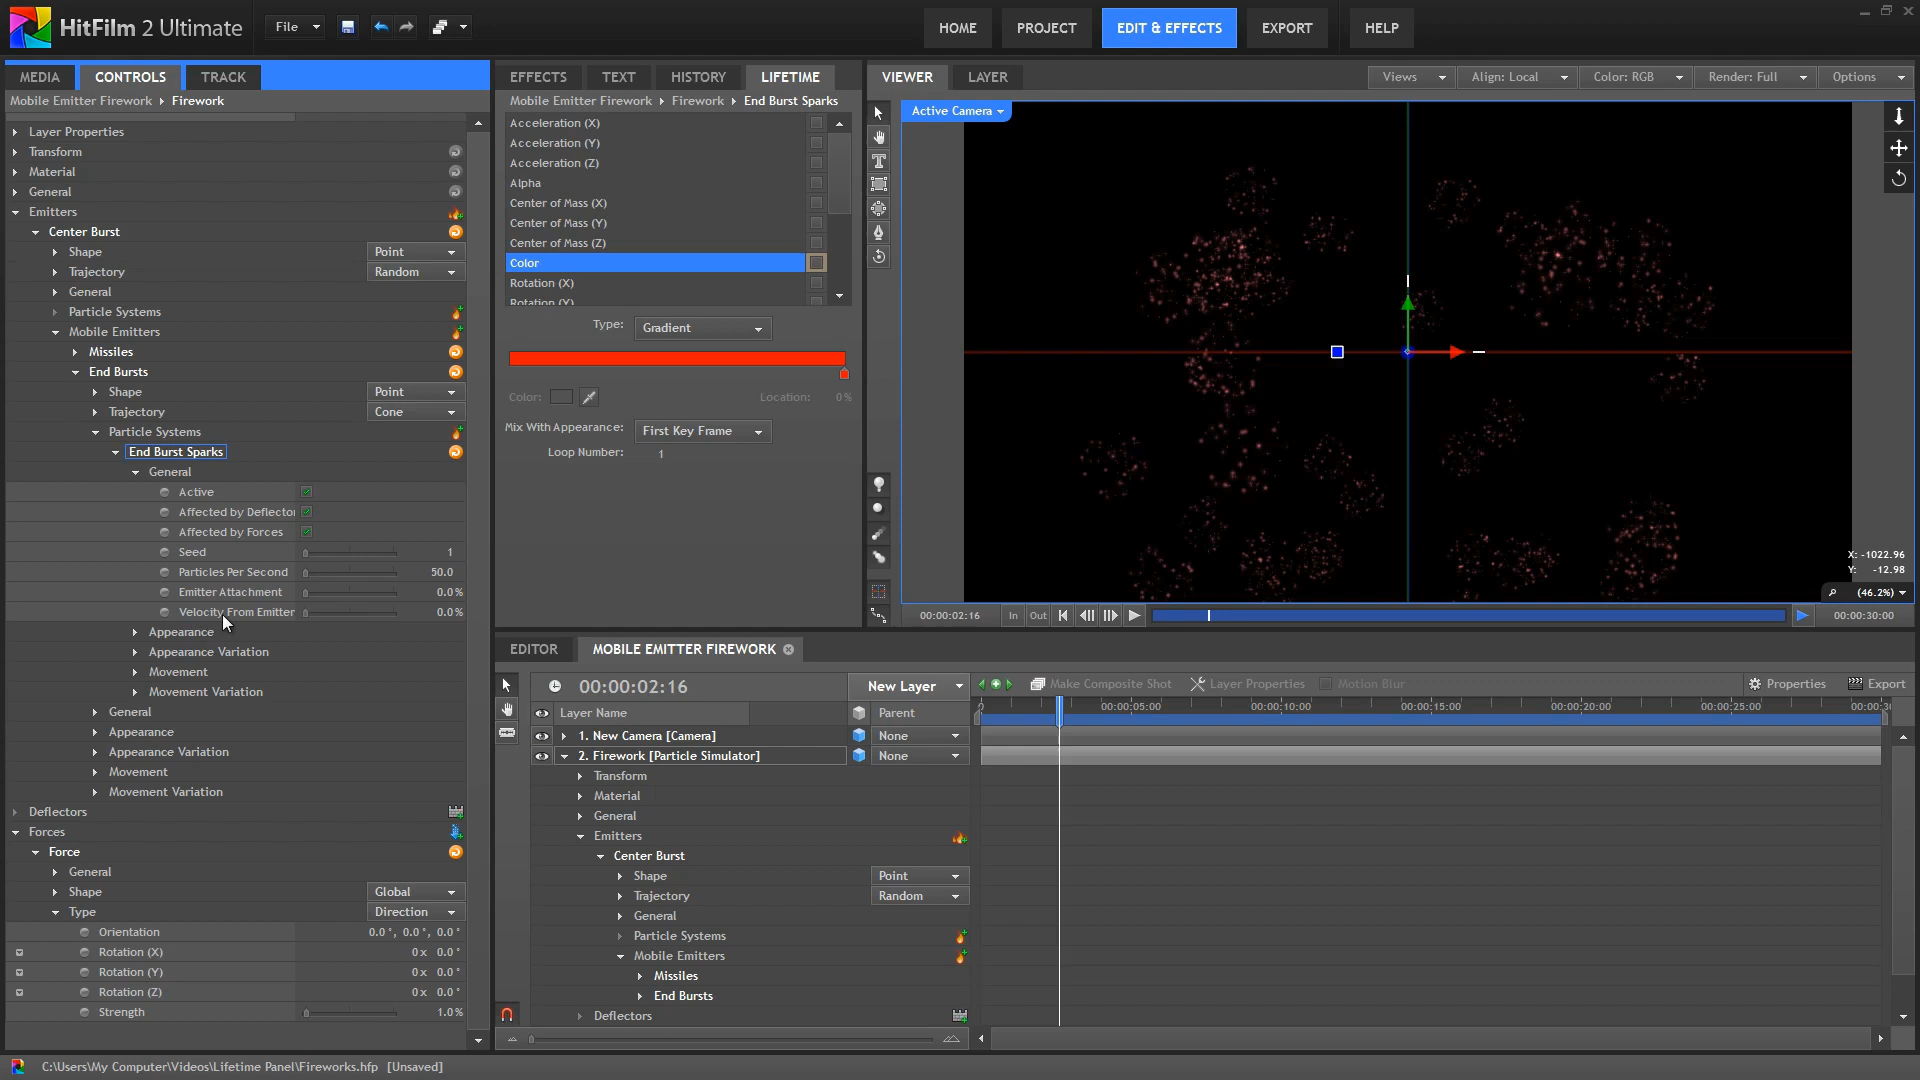 HitFilm 2 Ultimate
File
HOME
PROJECT
EDIT & EFFECTS
EXPORT
HELP
MEDIA
CONTROLS
TRACK
Mobile Emitter Firework
Firework
Layer Properties
Transform
Material
General
Emitters
Center Burst
Shape
Point
Trajectory
Random
General
Particle Systems
Mobile Emitters
Missiles
End Bursts
Shape
Point
Trajectory
Cone
Particle Systems
End Burst Sparks
General
Active
Affected by Deflecto
Affected by Forces
Seed
1
Particles Per Second
50.0
Emitter Attachment
0.0%
Velocity From Emitter
0.0%
Appearance
Appearance Variation
Movement
Movement Variation
General
Appearance
Appearance Variation
Movement
Movement Variation
Deflectors
Forces
Force
General
Shape
Global
Type
Direction
Orientation
0.0°, 0.0°, 0.0°
Rotation (X)
0x 0.0°
Rotation (Y)
0x 0.0°
Rotation (Z)
0x 0.0°
Strength
1.0%
EFFECTS
TEXT
HISTORY
LIFETIME
Mobile Emitter Firework
Firework
End Burst Sparks
Acceleration (X)
Acceleration (Y)
Acceleration (Z)
Alpha
Center of Mass (X)
Center of Mass (Y)
Center of Mass (Z)
Color
Rotation (X)
Rotation (Y)
Type:
Gradient
Color:
Location:
0%
Mix With Appearance:
First Key Frame
Loop Number:
1
VIEWER
LAYER
Views
Align: Local
Color: RGB
Render: Full
Options
Active Camera
X: -1022.96
Y: -12.98
(46.2%)
00:00:02:16
In
Out
00:00:30:00
EDITOR
MOBILE EMITTER FIREWORK
00:00:02:16
New Layer
Make Composite Shot
Layer Properties
Motion Blur
Properties
Export
Layer Name
Parent
0
00:00:05:00
00:00:10:00
00:00:15:00
00:00:20:00
00:00:25:00
00:00:3
1. New Camera [Camera]
None
2. Firework [Particle Simulator]
None
Transform
Material
General
Emitters
Center Burst
Shape
Point
Trajectory
Random
General
Particle Systems
Mobile Emitters
Missiles
End Bursts
Deflectors
C:\Users\My Computer\Videos\Lifetime Panel\Fireworks.hfp [Unsaved]